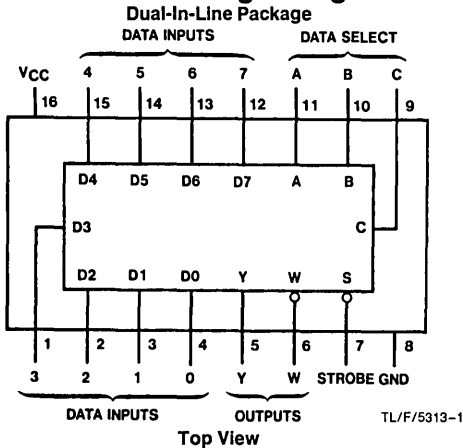 Dual-In-Line Package
DATA INPUTS DATA SELECT
VCC 4 5 6 7 A B C
16 15 14 13 12 11 10 9
D4 D5 D6 D7 A B
D3 C
D2 D1 D0 Y W S
1 2 3 4 5 6 7 8
3 2 1 0 Y W STROBE GND
DATA INPUTS OUTPUTS
TL/F/5313-1
Top View